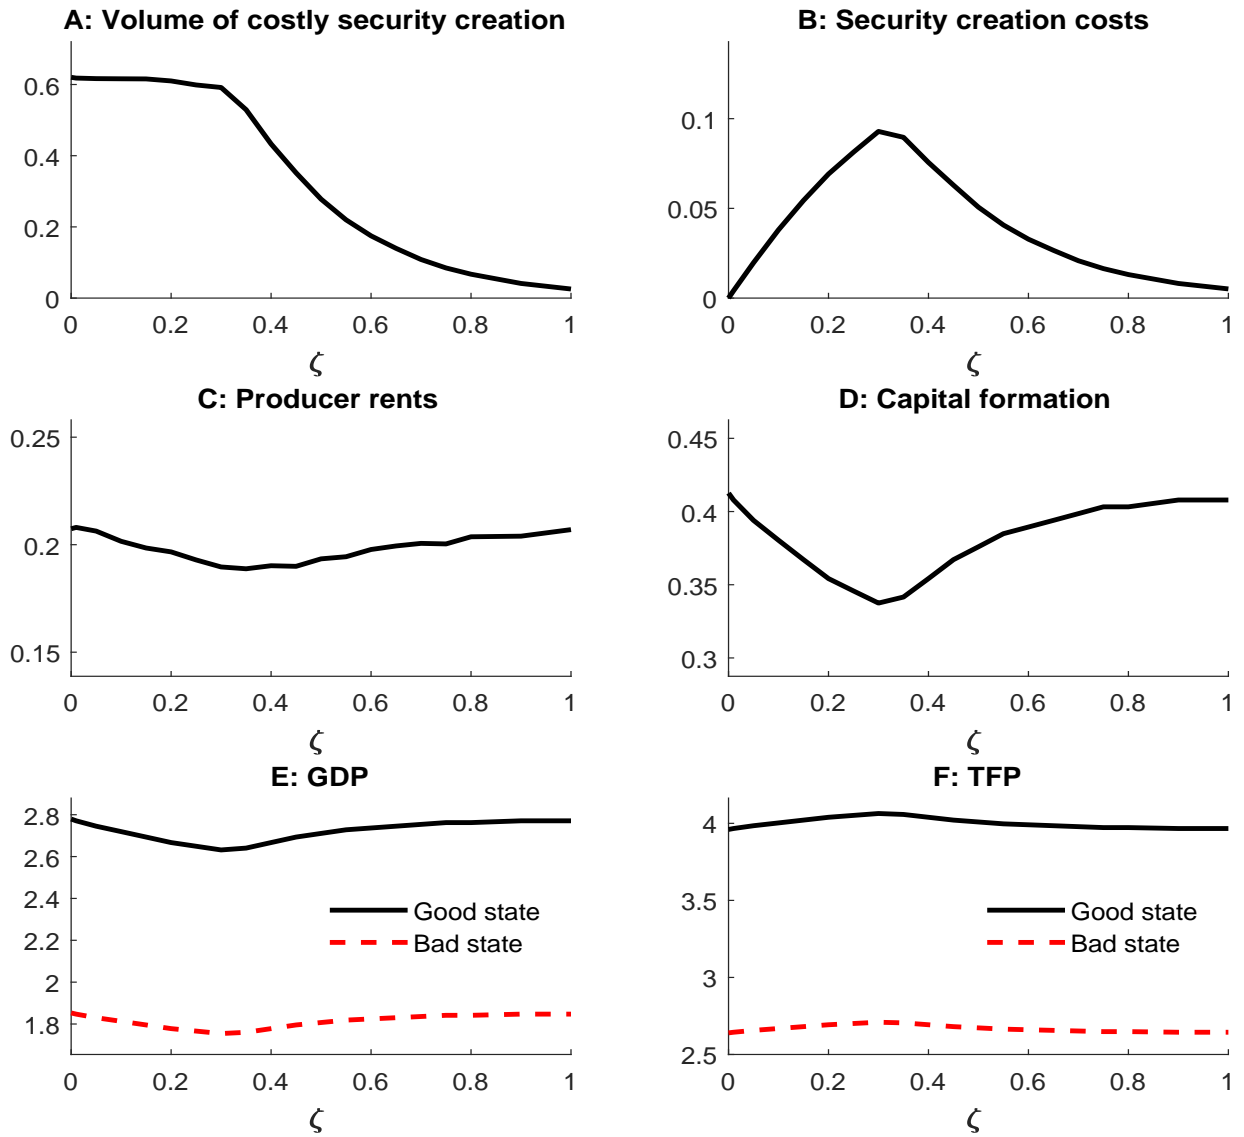 A: Volume of costly security creation
0.6
0.4
0.2
0
0 0.2 0.4 0.6 0.8 1
ζ
B: Security creation costs
0.1
0.05
0
0 0.2 0.4 0.6 0.8 1
ζ
C: Producer rents
0.25
0.2
0.15
0 0.2 0.4 0.6 0.8 1
ζ
D: Capital formation
0.45
0.4
0.35
0.3
0 0.2 0.4 0.6 0.8 1
ζ
E: GDP
2.8
2.6
2.4
2.2
2
1.8
Good state
Bad state
0 0.2 0.4 0.6 0.8 1
ζ
F: TFP
4
3.5
3
2.5
Good state
Bad state
0 0.2 0.4 0.6 0.8 1
ζ